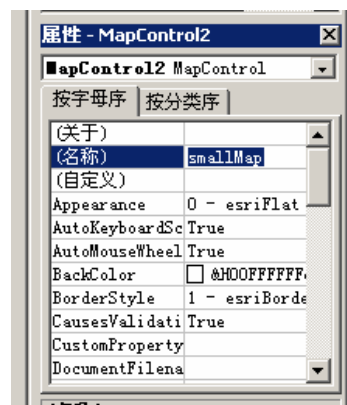 属性 - MapControl2
MapControl2 MapControl
按字母序 按分类序
(关于)
(名称) smallMap
(自定义)
Appearance 0 - esriFlat
AutoKeyboardSc True
AutoMouseWheel True
BackColor &H00FFFFFF&
BorderStyle 1 - esriBorde
CausesValidati True
CustomProperty
DocumentFilena